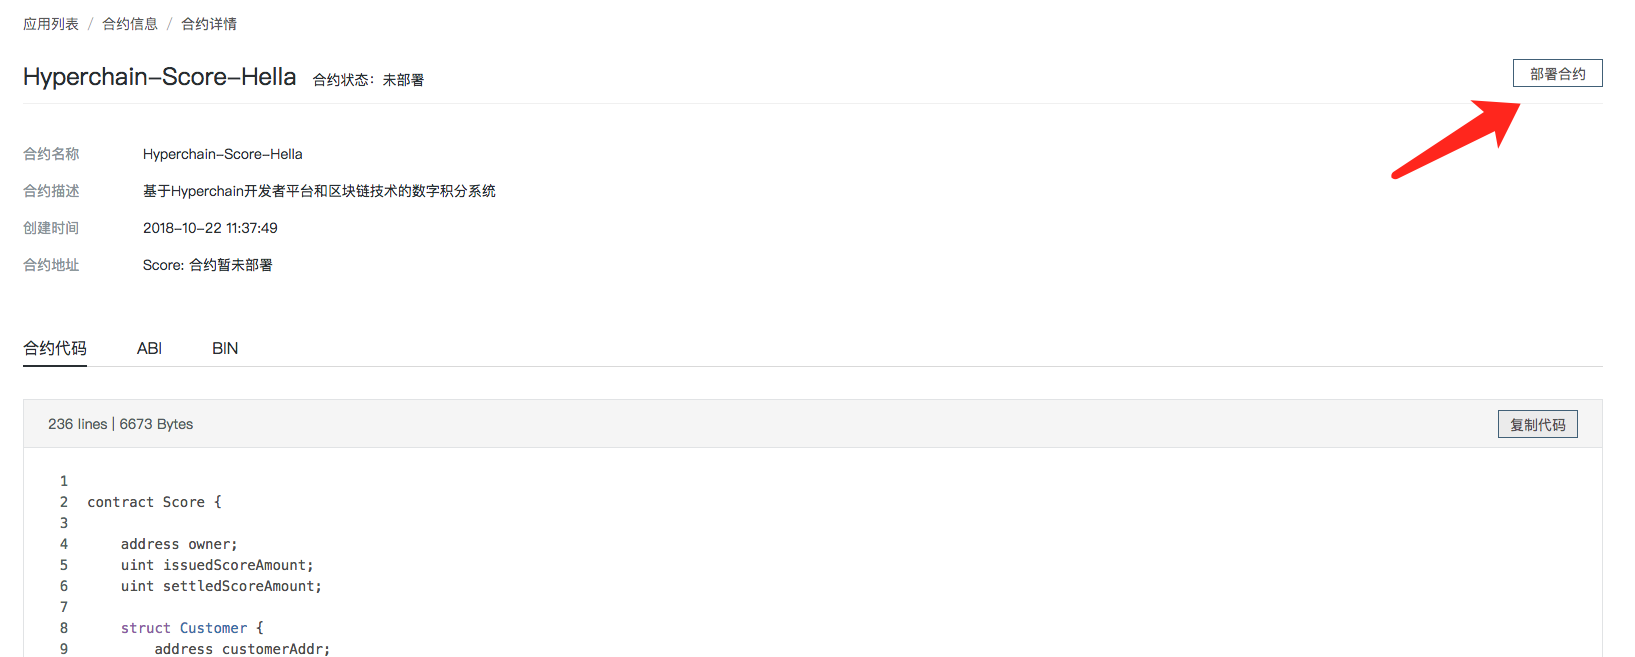 应用列表 / 合约信息 / 合约详情
Hyperchain-Score-Hella 合约状态：未部署 部署合约
合约名称 Hyperchain-Score-Hella
合约描述 基于Hyperchain开发者平台和区块链技术的数字积分系统
创建时间 2018-10-22 11:37:49
合约地址 Score: 合约暂未部署
合约代码 ABI BIN
236 lines | 6673 Bytes 复制代码
1
2 contract Score {
3
4 address owner;
5 uint issuedScoreAmount;
6 uint settledScoreAmount;
7
8 struct Customer {
9 address customerAddr;